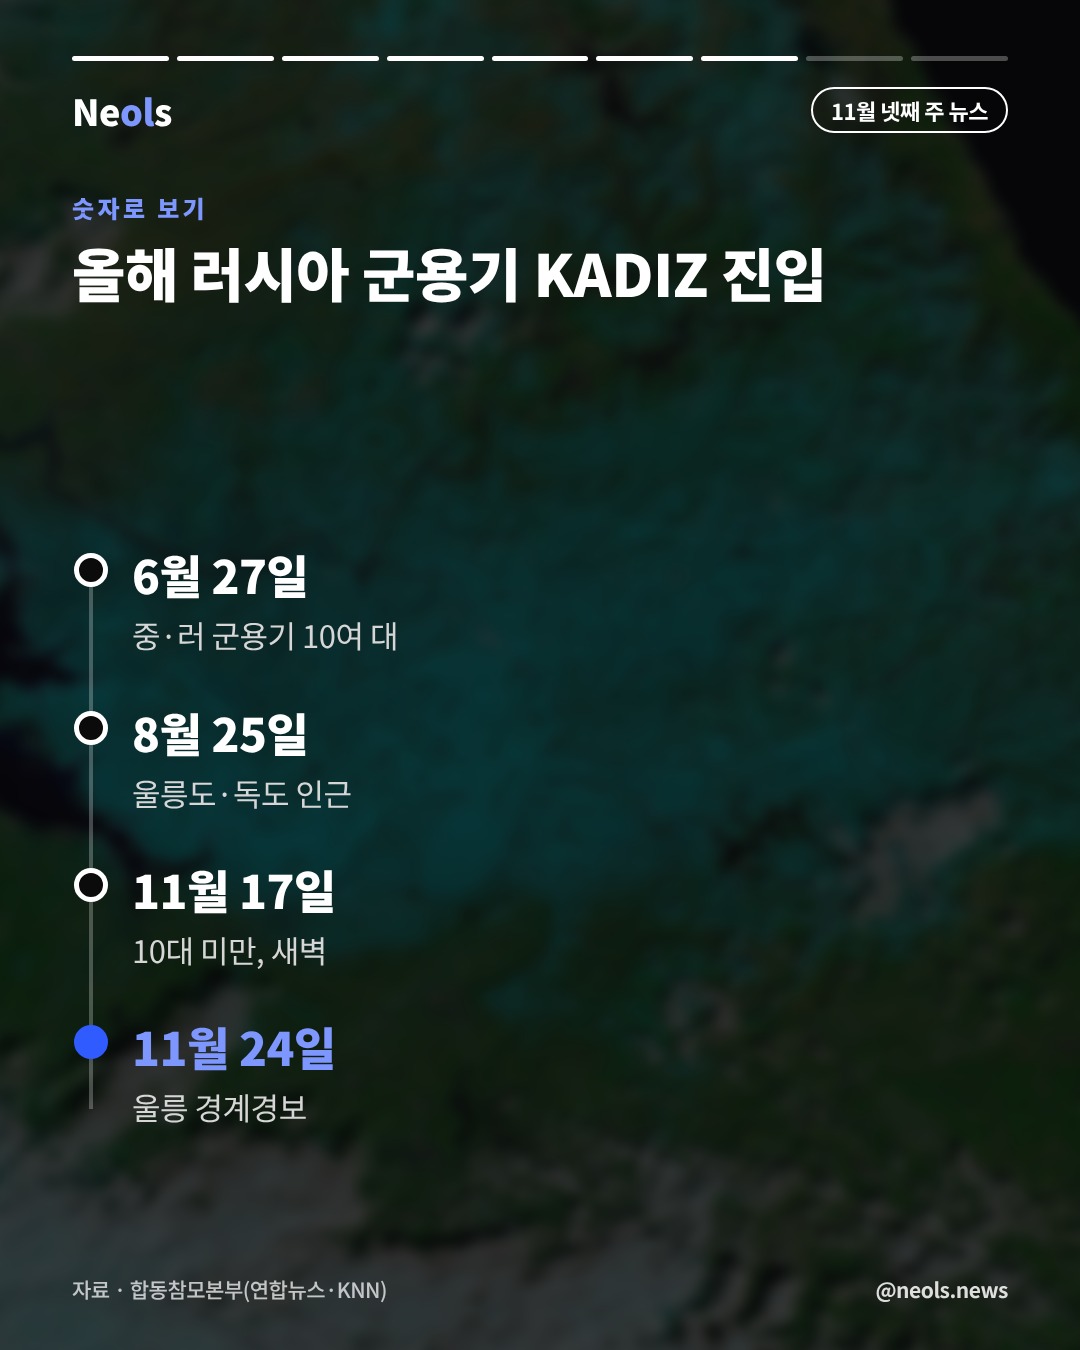 Neols
11월 넷째 주 뉴스
숫자로 보기
올해 러시아 군용기 KADIZ 진입
6월 27일
중·러 군용기 10여 대
8월 25일
울릉도·독도 인근
11월 17일
10대 미만, 새벽
11월 24일
울릉 경계경보
자료 · 합동참모본부(연합뉴스·KNN)
@neols.news